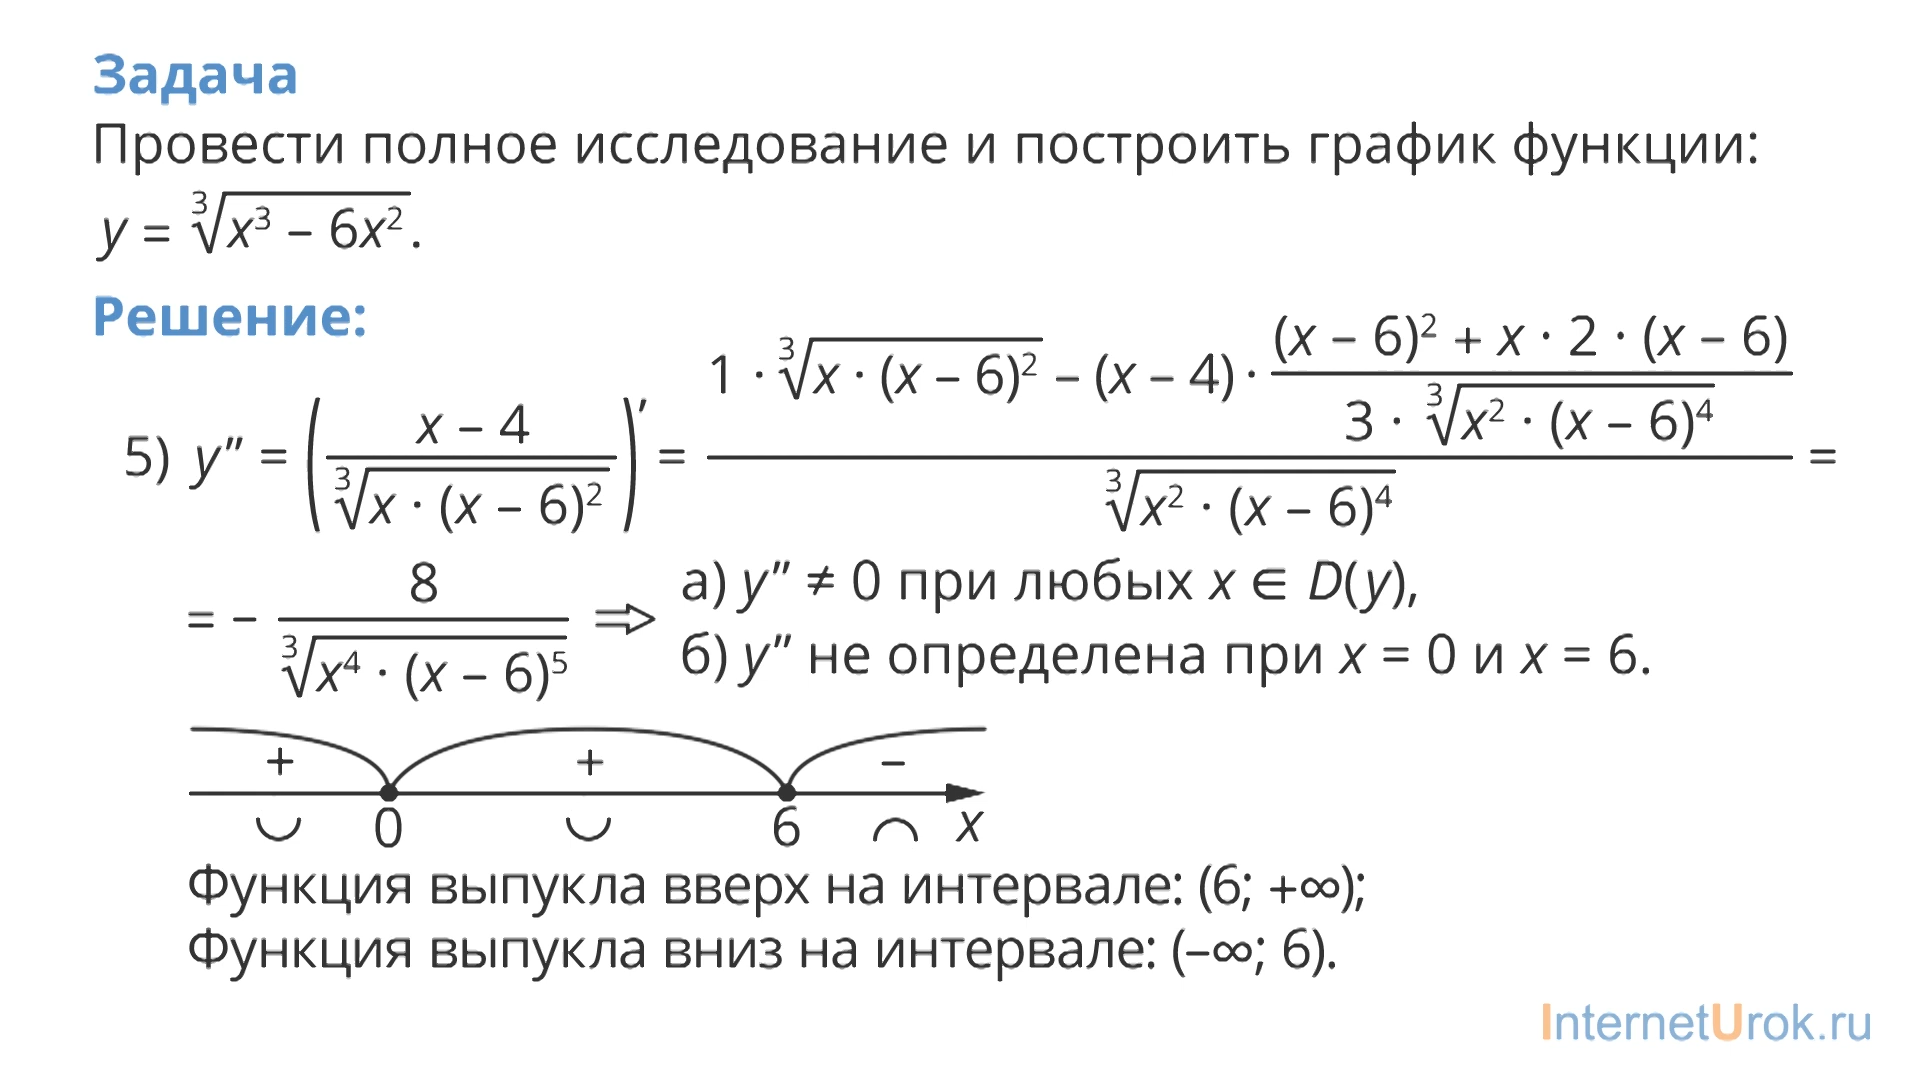 Задача
Провести полное исследование и построить график функции:
y = ∛(x³ – 6x²).
Решение:
5) y″ = ( (x – 4) / ∛(x · (x – 6)²) )′ = (1 · ∛(x · (x – 6)²) – (x – 4) · ((x – 6)² + x · 2 · (x – 6)) / (3 · ∛(x² · (x – 6)⁴))) / ∛(x² · (x – 6)⁴) =
= – 8 / ∛(x⁴ · (x – 6)⁵) ⇒ а) y″ ≠ 0 при любых x ∈ D(y),
б) y″ не определена при x = 0 и x = 6.
+ + –
0 6 x
Функция выпукла вверх на интервале: (6; +∞);
Функция выпукла вниз на интервале: (–∞; 6).
InternetUrok.ru